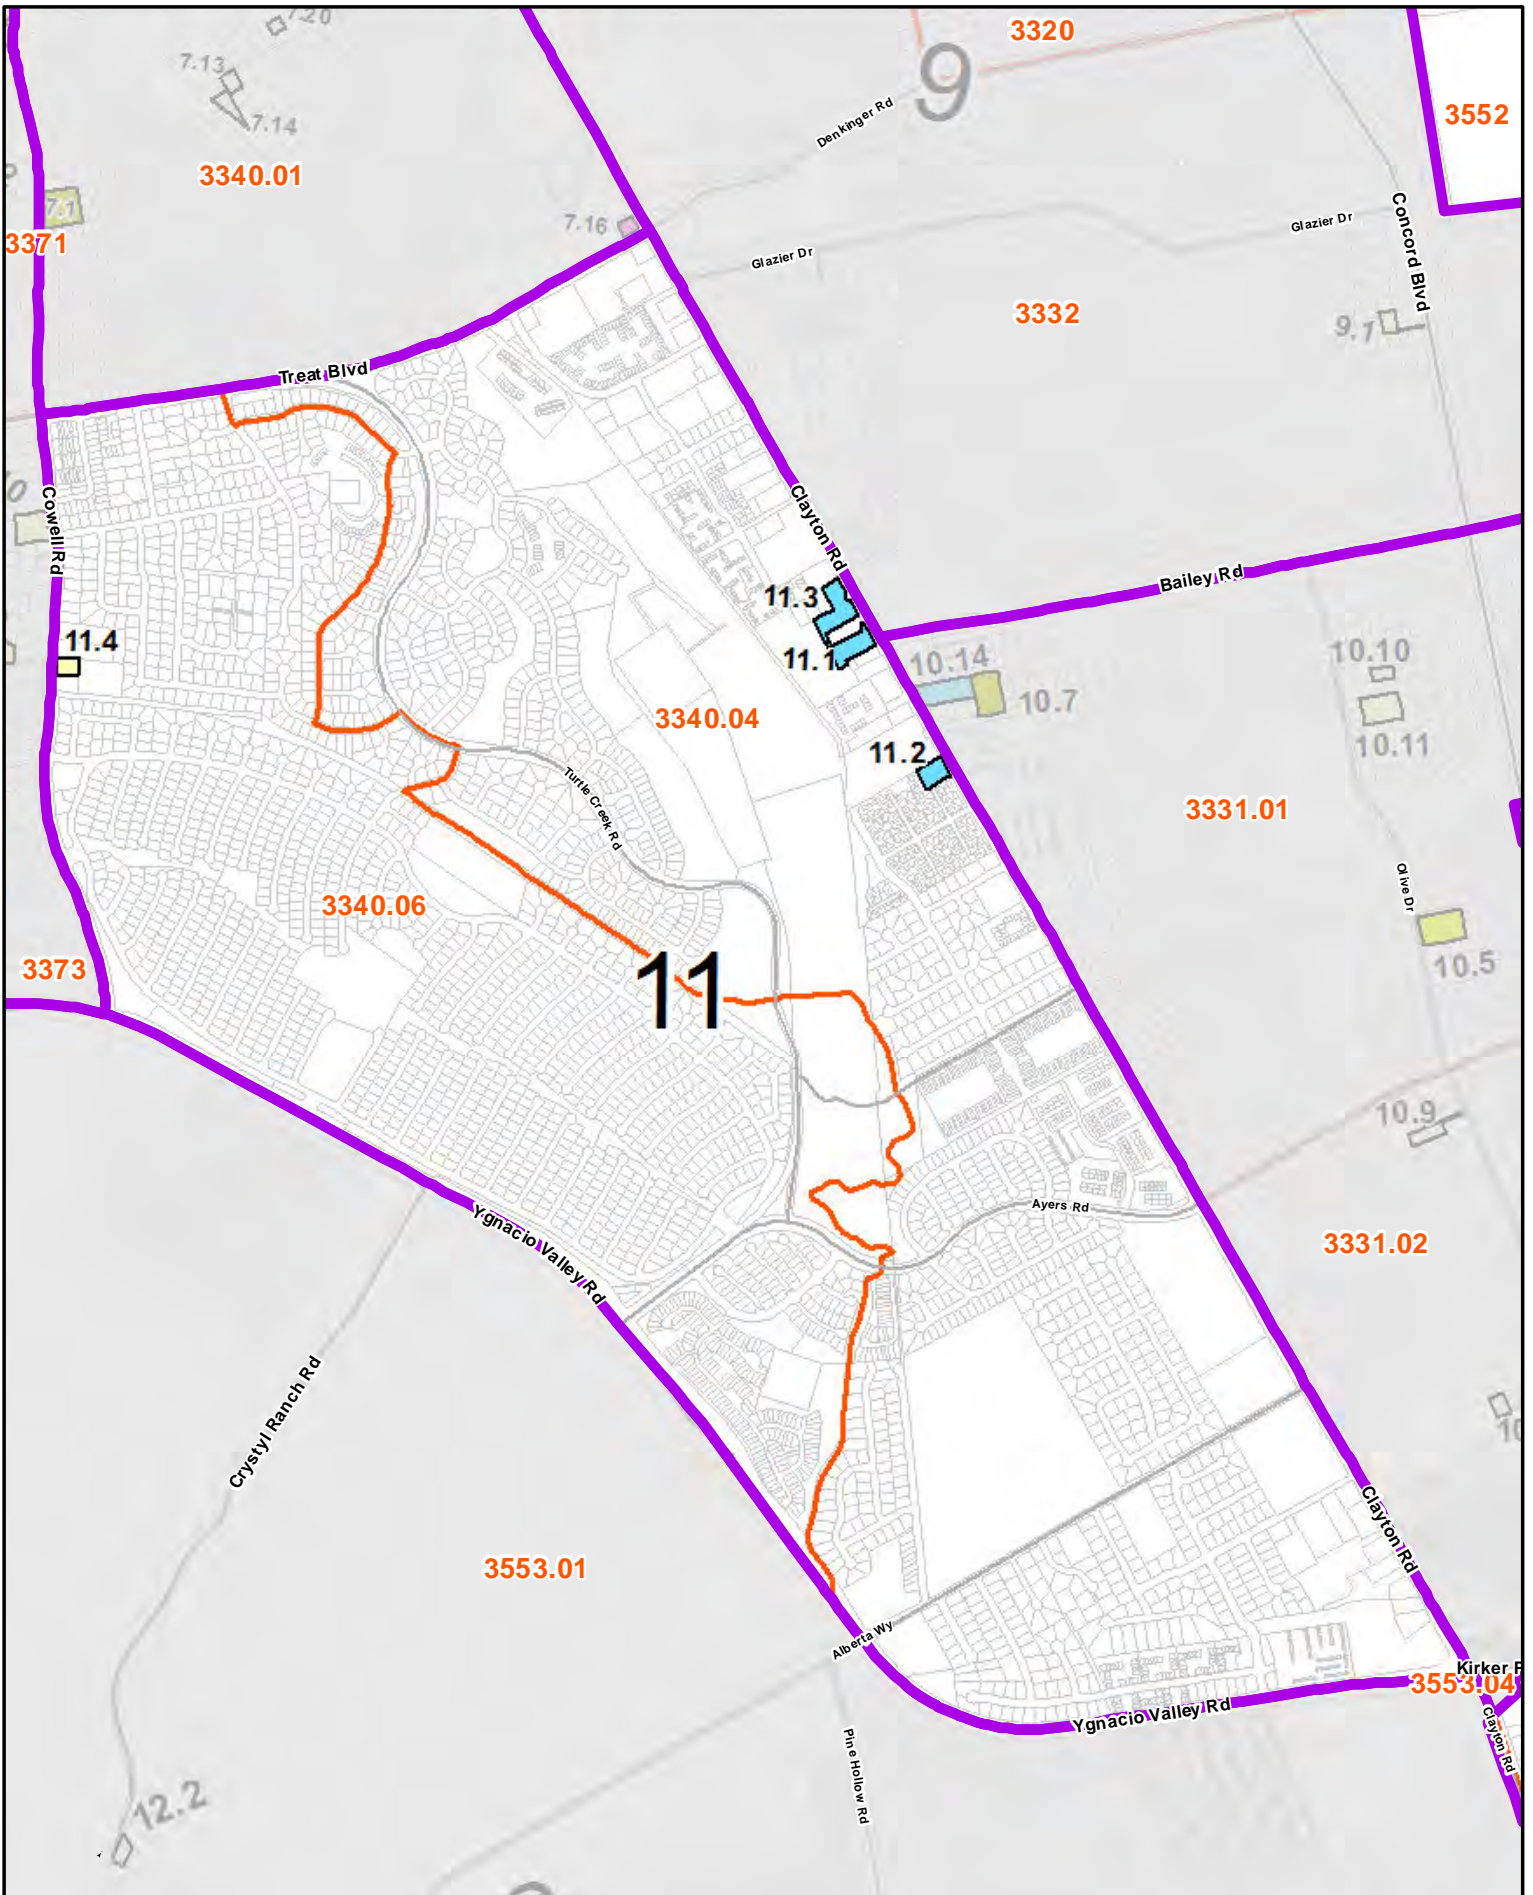 7.20
3320
9
7.13
Denkinger Rd
3552
7.14
3340.01
7.1
Concord Blvd
7.16
Glazier Dr
3371
Glazier Dr
3332
9.1
Treat Blvd
Cowell Rd
Clayton Rd
Bailey Rd
11.3
11.4
11.1
10.14
10.10
10.7
3340.04
10.11
11.2
Turtle Creek Rd
3331.01
Olive Dr
3340.06
3373
11
10.5
10.9
Ayers Rd
Ygnacio Valley Rd
3331.02
Crystyl Ranch Rd
10
Clayton Rd
3553.01
Alberta Wy
Kirker P
3553.04
Ygnacio Valley Rd
Clayton Rd
Pine Hollow Rd
12.2